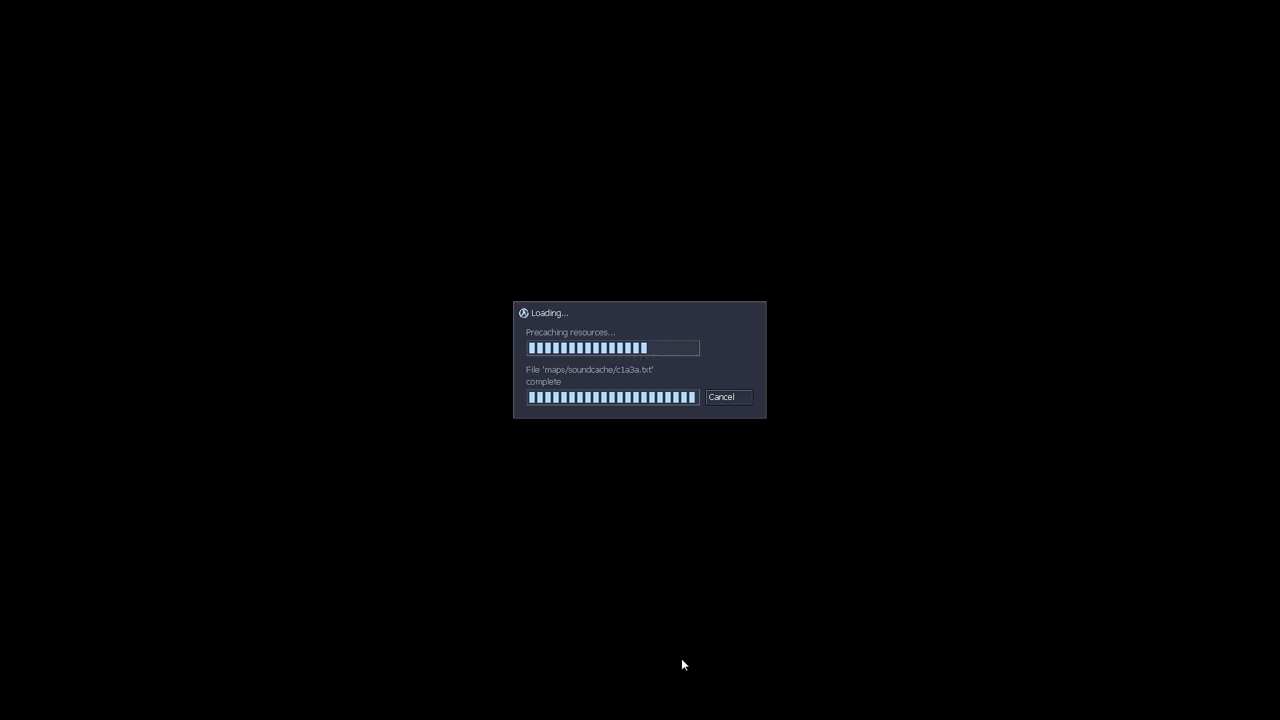 Loading...
Precaching resources...
File 'maps/soundcache/c1a3a.txt'
complete
Cancel